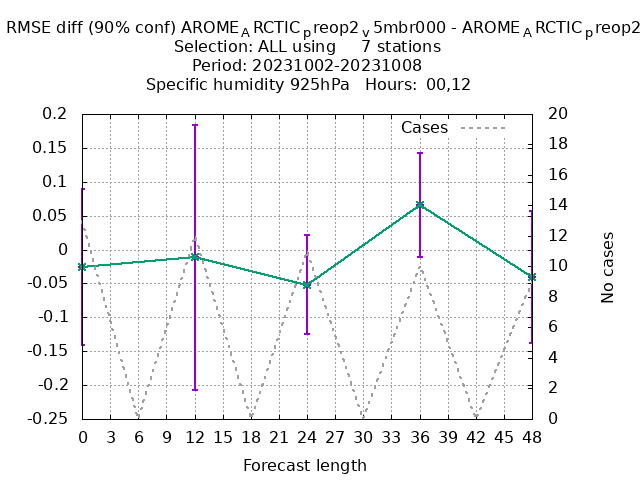 RMSE diff (90% conf) AROME_ARCTIC_preop2_v5mbr000 - AROME_ARCTIC_preop2
Selection: ALL using 7 stations
Period: 20231002-20231008
Specific humidity 925hPa Hours: 00,12
Cases
0.2
0.15
0.1
0.05
0
-0.05
-0.1
-0.15
-0.2
-0.25
20
18
16
14
12
10
8
6
4
2
0
No cases
0 3 6 9 12 15 18 21 24 27 30 33 36 39 42 45 48
Forecast length